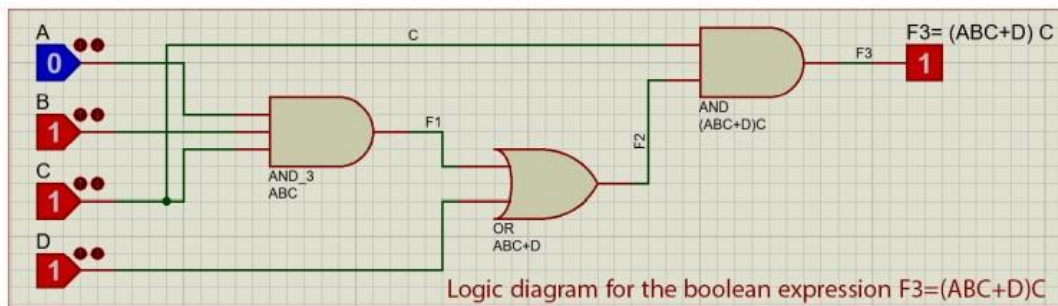 A
0
B
1
C
1
D
1
C
AND_3
ABC
F1
OR
ABC+D
F2
AND
(ABC+D)C
F3
F3= (ABC+D) C
1
Logic diagram for the boolean expression F3=(ABC+D)C